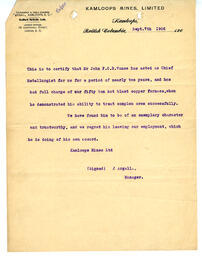 KAMLOOPS MINES, LIMITED
Kamloops,
British Columbia, Sept.7th 1906 190
This is to certify that Mr John F.O.B.Vance has acted as Chief
Metallurgist for us for a period of nearly two years, and has
had full charge of our fifty ton hot blast copper furnace,when
he demonstrated his ability to treat complex ores successfully.
We have found him to be of an exemplary character
and trustworthy, and we regret his leaving our employment, which
he is doing of his own accord.
Kamloops Mines Ltd
(Signed) J Argall.
Manager.